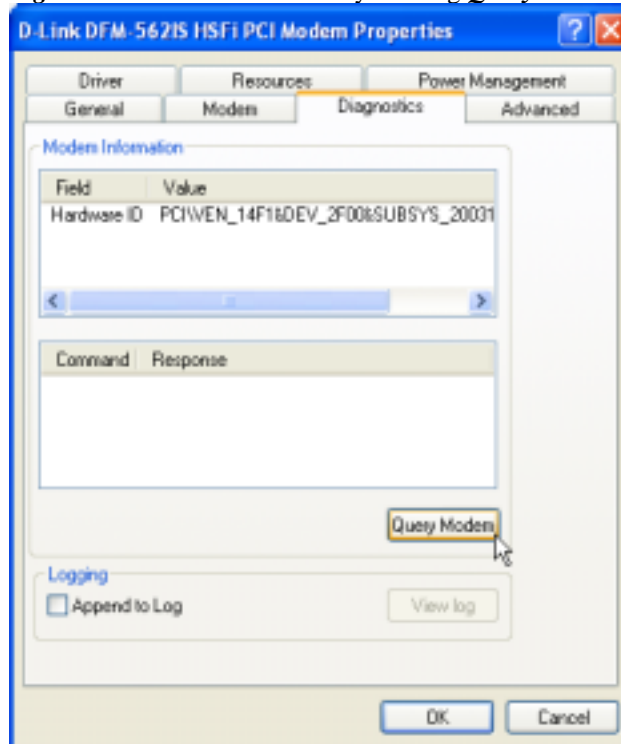 D-Link DFM-562IS HSFi PCI Modem Properties
Driver Resources Power Management
General Modem Diagnostics Advanced
Modem Information
Field Value
Hardware ID PCI\VEN_14F1&DEV_2F00&SUBSYS_20031
Command Response
Query Modem
Logging
Append to Log View log
OK Cancel